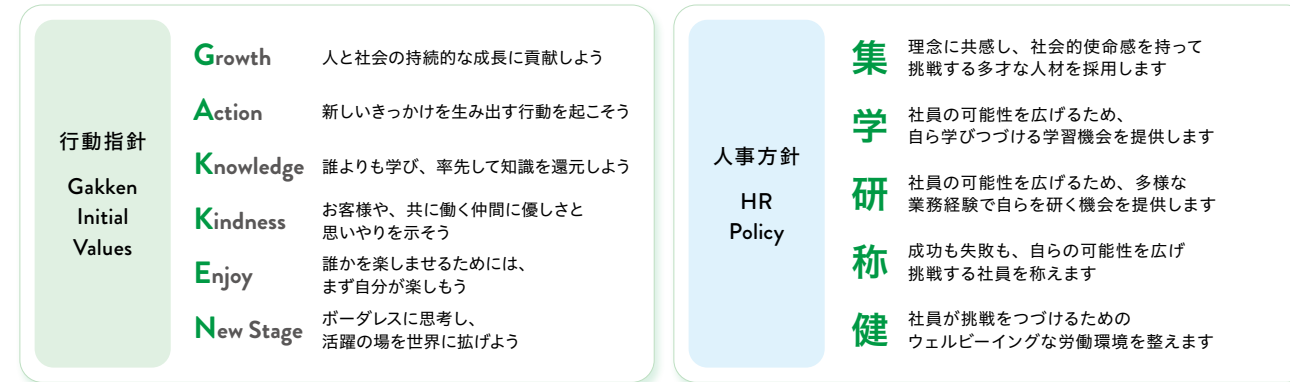 行動指針
Gakken
Initial
Values
Growth 人と社会の持続的な成長に貢献しよう
Action 新しいきっかけを生み出す行動を起こそう
Knowledge 誰よりも学び、率先して知識を還元しよう
Kindness お客様や、共に働く仲間に優しさと
思いやりを示そう
Enjoy 誰かを楽しませるためには、
まず自分が楽しもう
New Stage ボーダレスに思考し、
活躍の場を世界に拡げよう
人事方針
HR
Policy
集 理念に共感し、社会的使命感を持って
挑戦する多才な人材を採用します
学 社員の可能性を広げるため、
自ら学びつづける学習機会を提供します
研 社員の可能性を広げるため、多様な
業務経験で自らを研く機会を提供します
称 成功も失敗も、自らの可能性を広げ
挑戦する社員を称えます
健 社員が挑戦をつづけるための
ウェルビーイングな労働環境を整えます